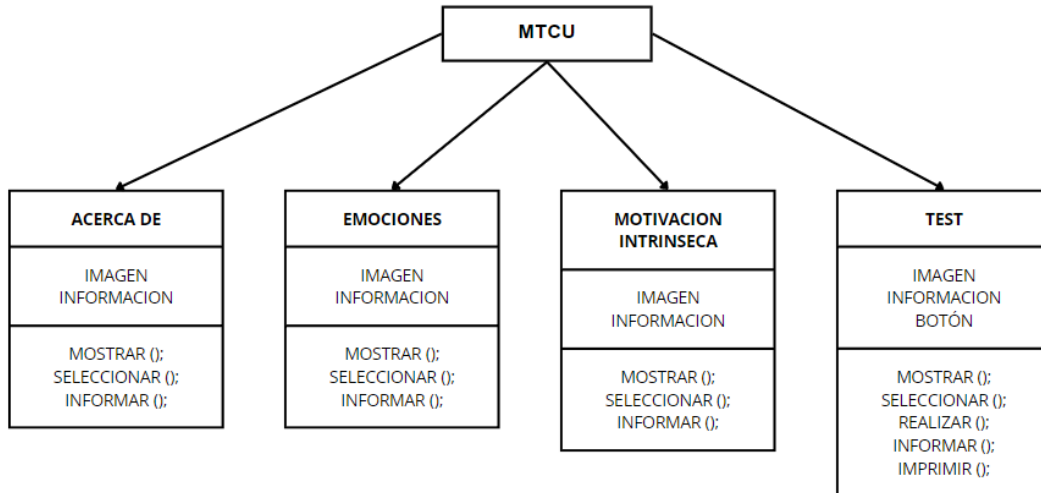 MTCU
ACERCA DE
IMAGEN
INFORMACION
MOSTRAR ();
SELECCIONAR ();
INFORMAR ();
EMOCIONES
IMAGEN
INFORMACION
MOSTRAR ();
SELECCIONAR ();
INFORMAR ();
MOTIVACION
INTRINSECA
IMAGEN
INFORMACION
MOSTRAR ();
SELECCIONAR ();
INFORMAR ();
TEST
IMAGEN
INFORMACION
BOTÓN
MOSTRAR ();
SELECCIONAR ();
REALIZAR ();
INFORMAR ();
IMPRIMIR ();